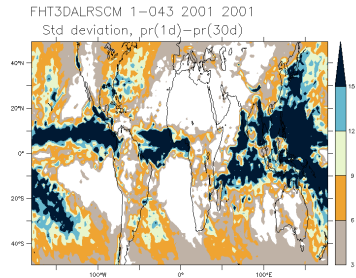 FHT3DALRSCM 1-043 2001 2001
Std deviation, pr(1d)-pr(30d)
40°N
20°N
0°
20°S
40°S
100°W
0°
100°E
15
12
9
6
3